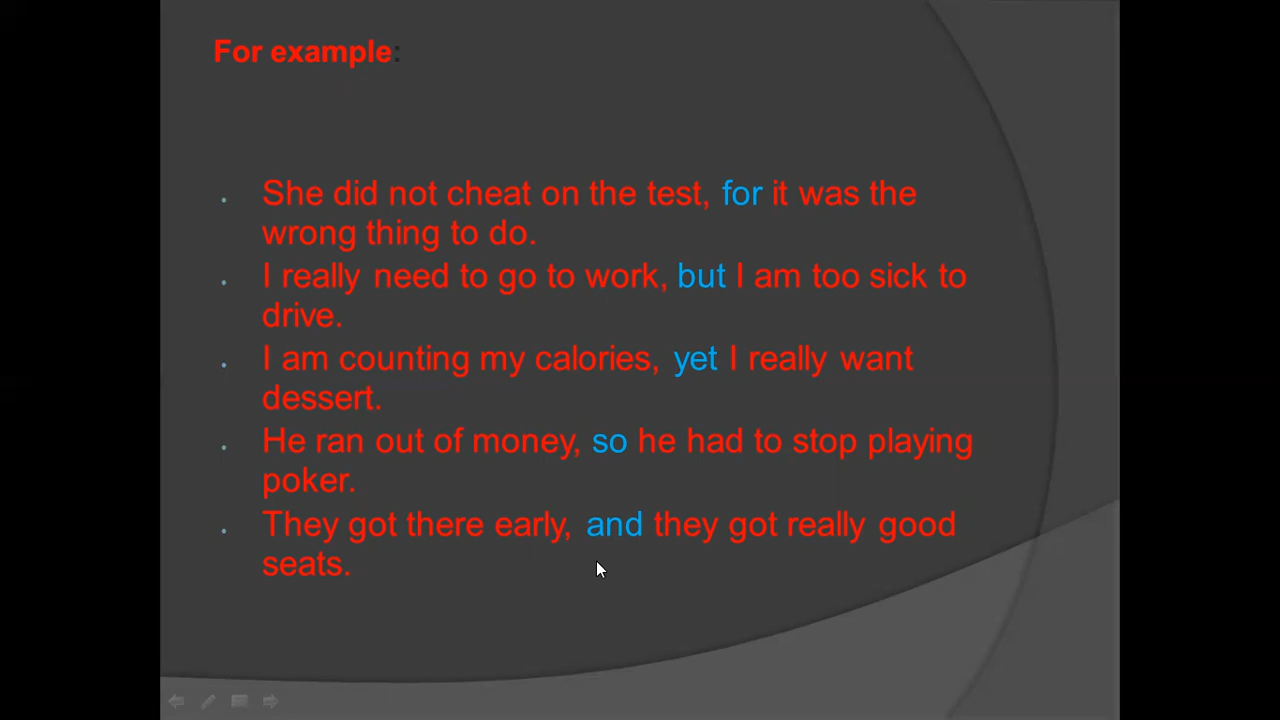 For example:
She did not cheat on the test, for it was the
wrong thing to do.
I really need to go to work, but I am too sick to
drive.
I am counting my calories, yet I really want
dessert.
He ran out of money, so he had to stop playing
poker.
They got there early, and they got really good
seats.